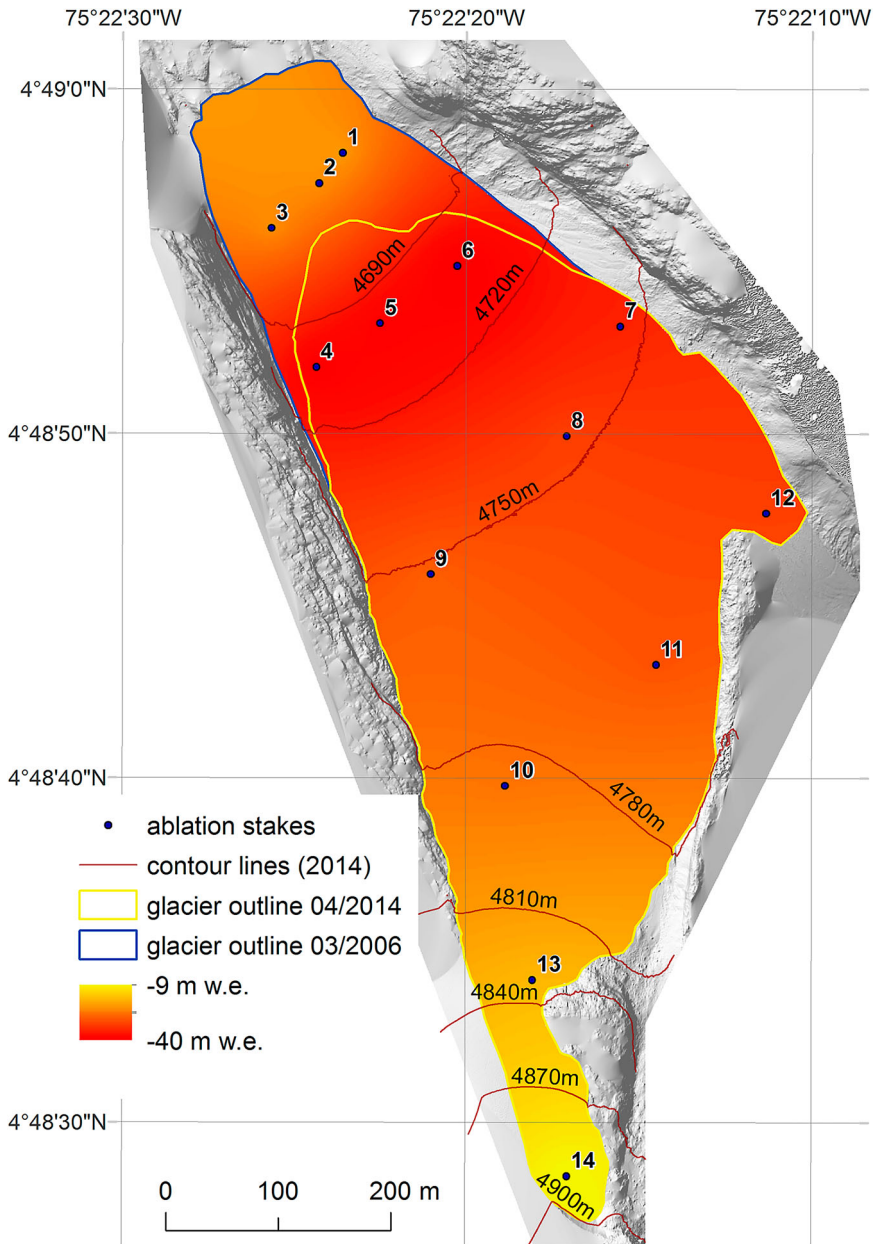 75°22'30"W 75°22'20"W 75°22'10"W
4°49'0"N
1
2
3
6
4690m
4720m
5
7
4
8
4°48'50"N
4750m
12
9
11
10
4°48'40"N
4780m
ablation stakes
contour lines (2014)
4810m
glacier outline 04/2014
glacier outline 03/2006
13
-9 m w.e.
4840m
-40 m w.e.
4870m
4°48'30"N
14
4900m
0 100 200 m